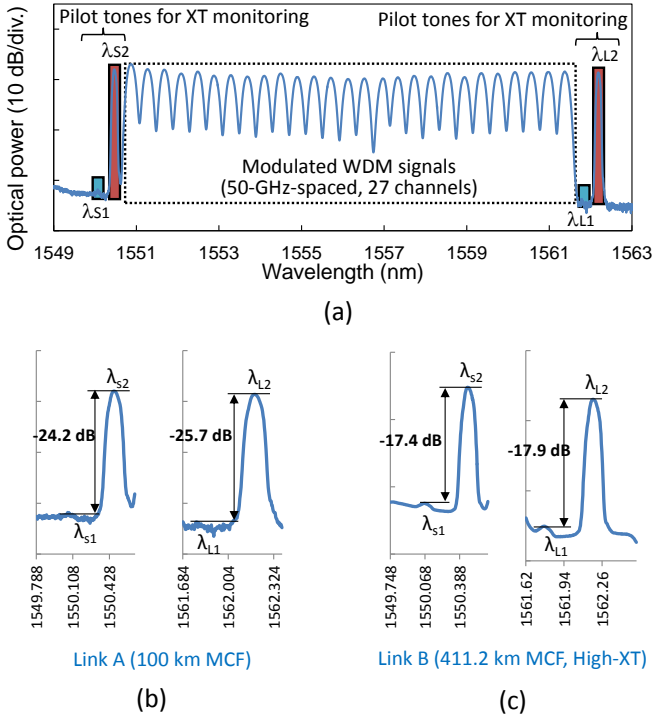 Pilot tones for XT monitoring
Pilot tones for XT monitoring
λS2
λL2
Optical power (10 dB/div.)
Modulated WDM signals
(50-GHz-spaced, 27 channels)
λS1
λL1
1549 1551 1553 1555 1557 1559 1561 1563
Wavelength (nm)
(a)
λs2
λL2
λs2
λL2
-24.2 dB
-25.7 dB
-17.4 dB
-17.9 dB
λs1
λL1
λs1
λL1
1549.788 1550.108 1550.428
1561.684 1562.004 1562.324
1549.748 1550.068 1550.388
1561.62 1561.94 1562.26
Link A (100 km MCF)
Link B (411.2 km MCF, High-XT)
(b)
(c)